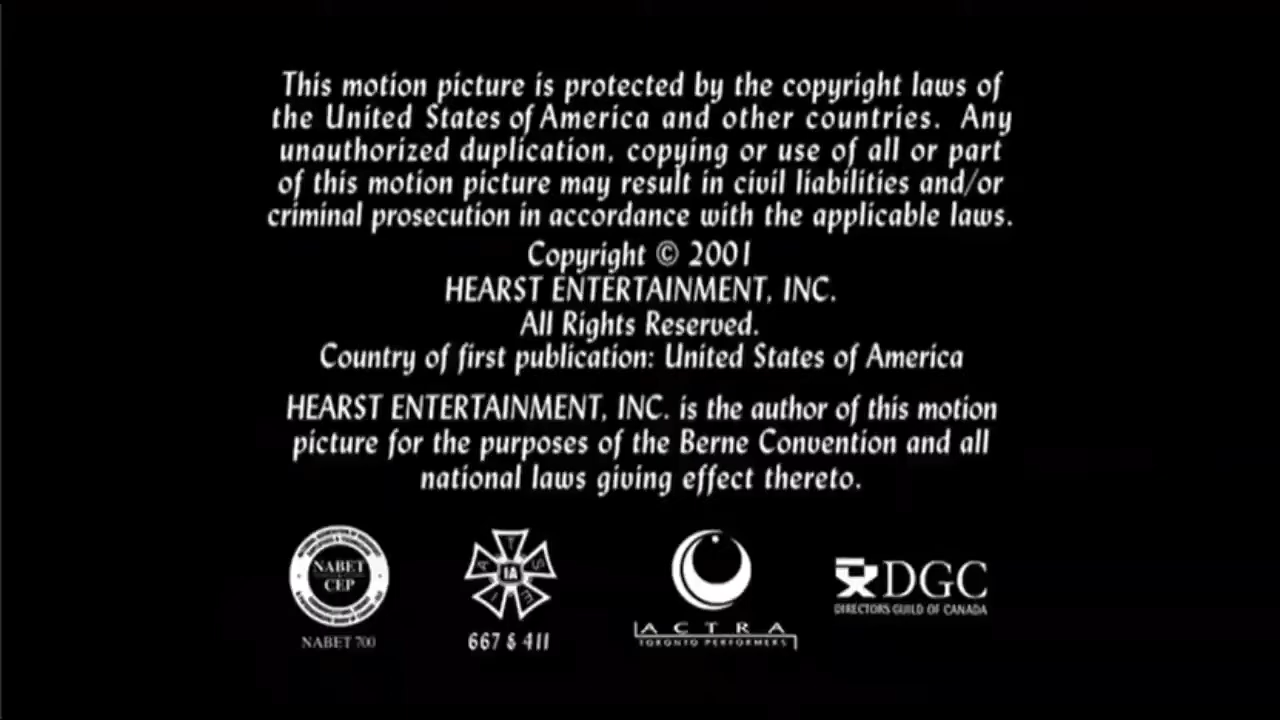 This motion picture is protected by the copyright laws of
the United States of America and other countries. Any
unauthorized duplication, copying or use of all or part
of this motion picture may result in civil liabilities and/or
criminal prosecution in accordance with the applicable laws.
Copyright © 2001
HEARST ENTERTAINMENT, INC.
All Rights Reserved.
Country of first publication: United States of America
HEARST ENTERTAINMENT, INC. is the author of this motion
picture for the purposes of the Berne Convention and all
national laws giving effect thereto.
NABET
CEP
NABET 700
IATSE
IA
667 & 411
ACTRA
TORONTO PERFORMERS
DGC
DIRECTORS GUILD OF CANADA